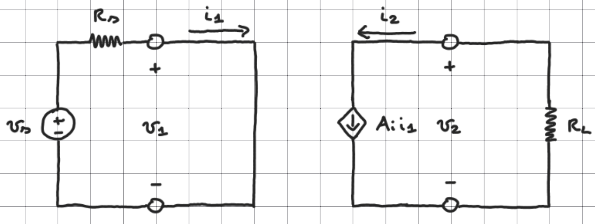 Rs
i1
i2
+
+
vs
+
-
v1
Ai i1
v2
RL
-
-